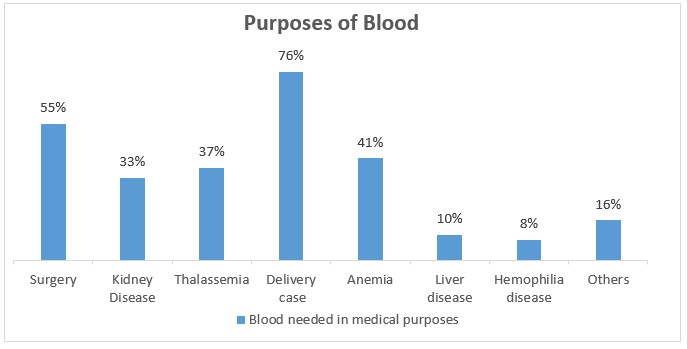 Purposes of Blood
76%
55%
41%
37%
33%
16%
10%
8%
Surgery
Kidney
Disease
Thalassemia
Delivery
case
Anemia
Liver
disease
Hemophilia
disease
Others
Blood needed in medical purposes